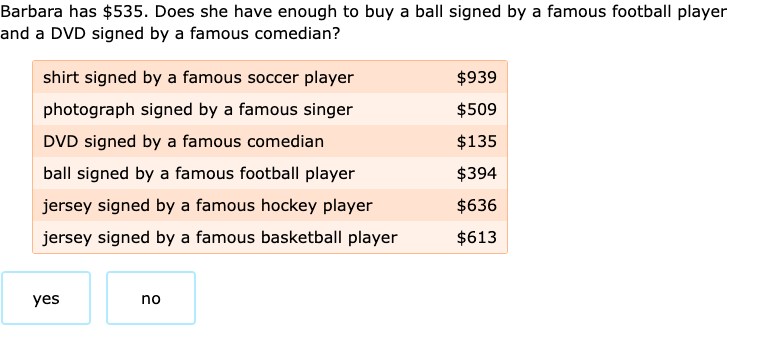 Barbara has $535. Does she have enough to buy a ball signed by a famous football player
and a DVD signed by a famous comedian?
shirt signed by a famous soccer player $939
photograph signed by a famous singer $509
DVD signed by a famous comedian $135
ball signed by a famous football player $394
jersey signed by a famous hockey player $636
jersey signed by a famous basketball player $613
yes no